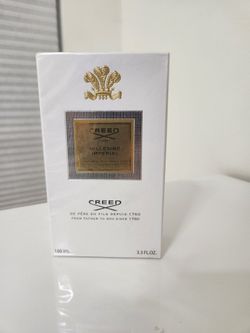 CREED
MILLESIME
IMPERIAL
CREED
DE PÈRE EN FILS DEPUIS 1760
FROM FATHER TO SON SINCE 1760
100 ML. 3.3 FL.OZ.